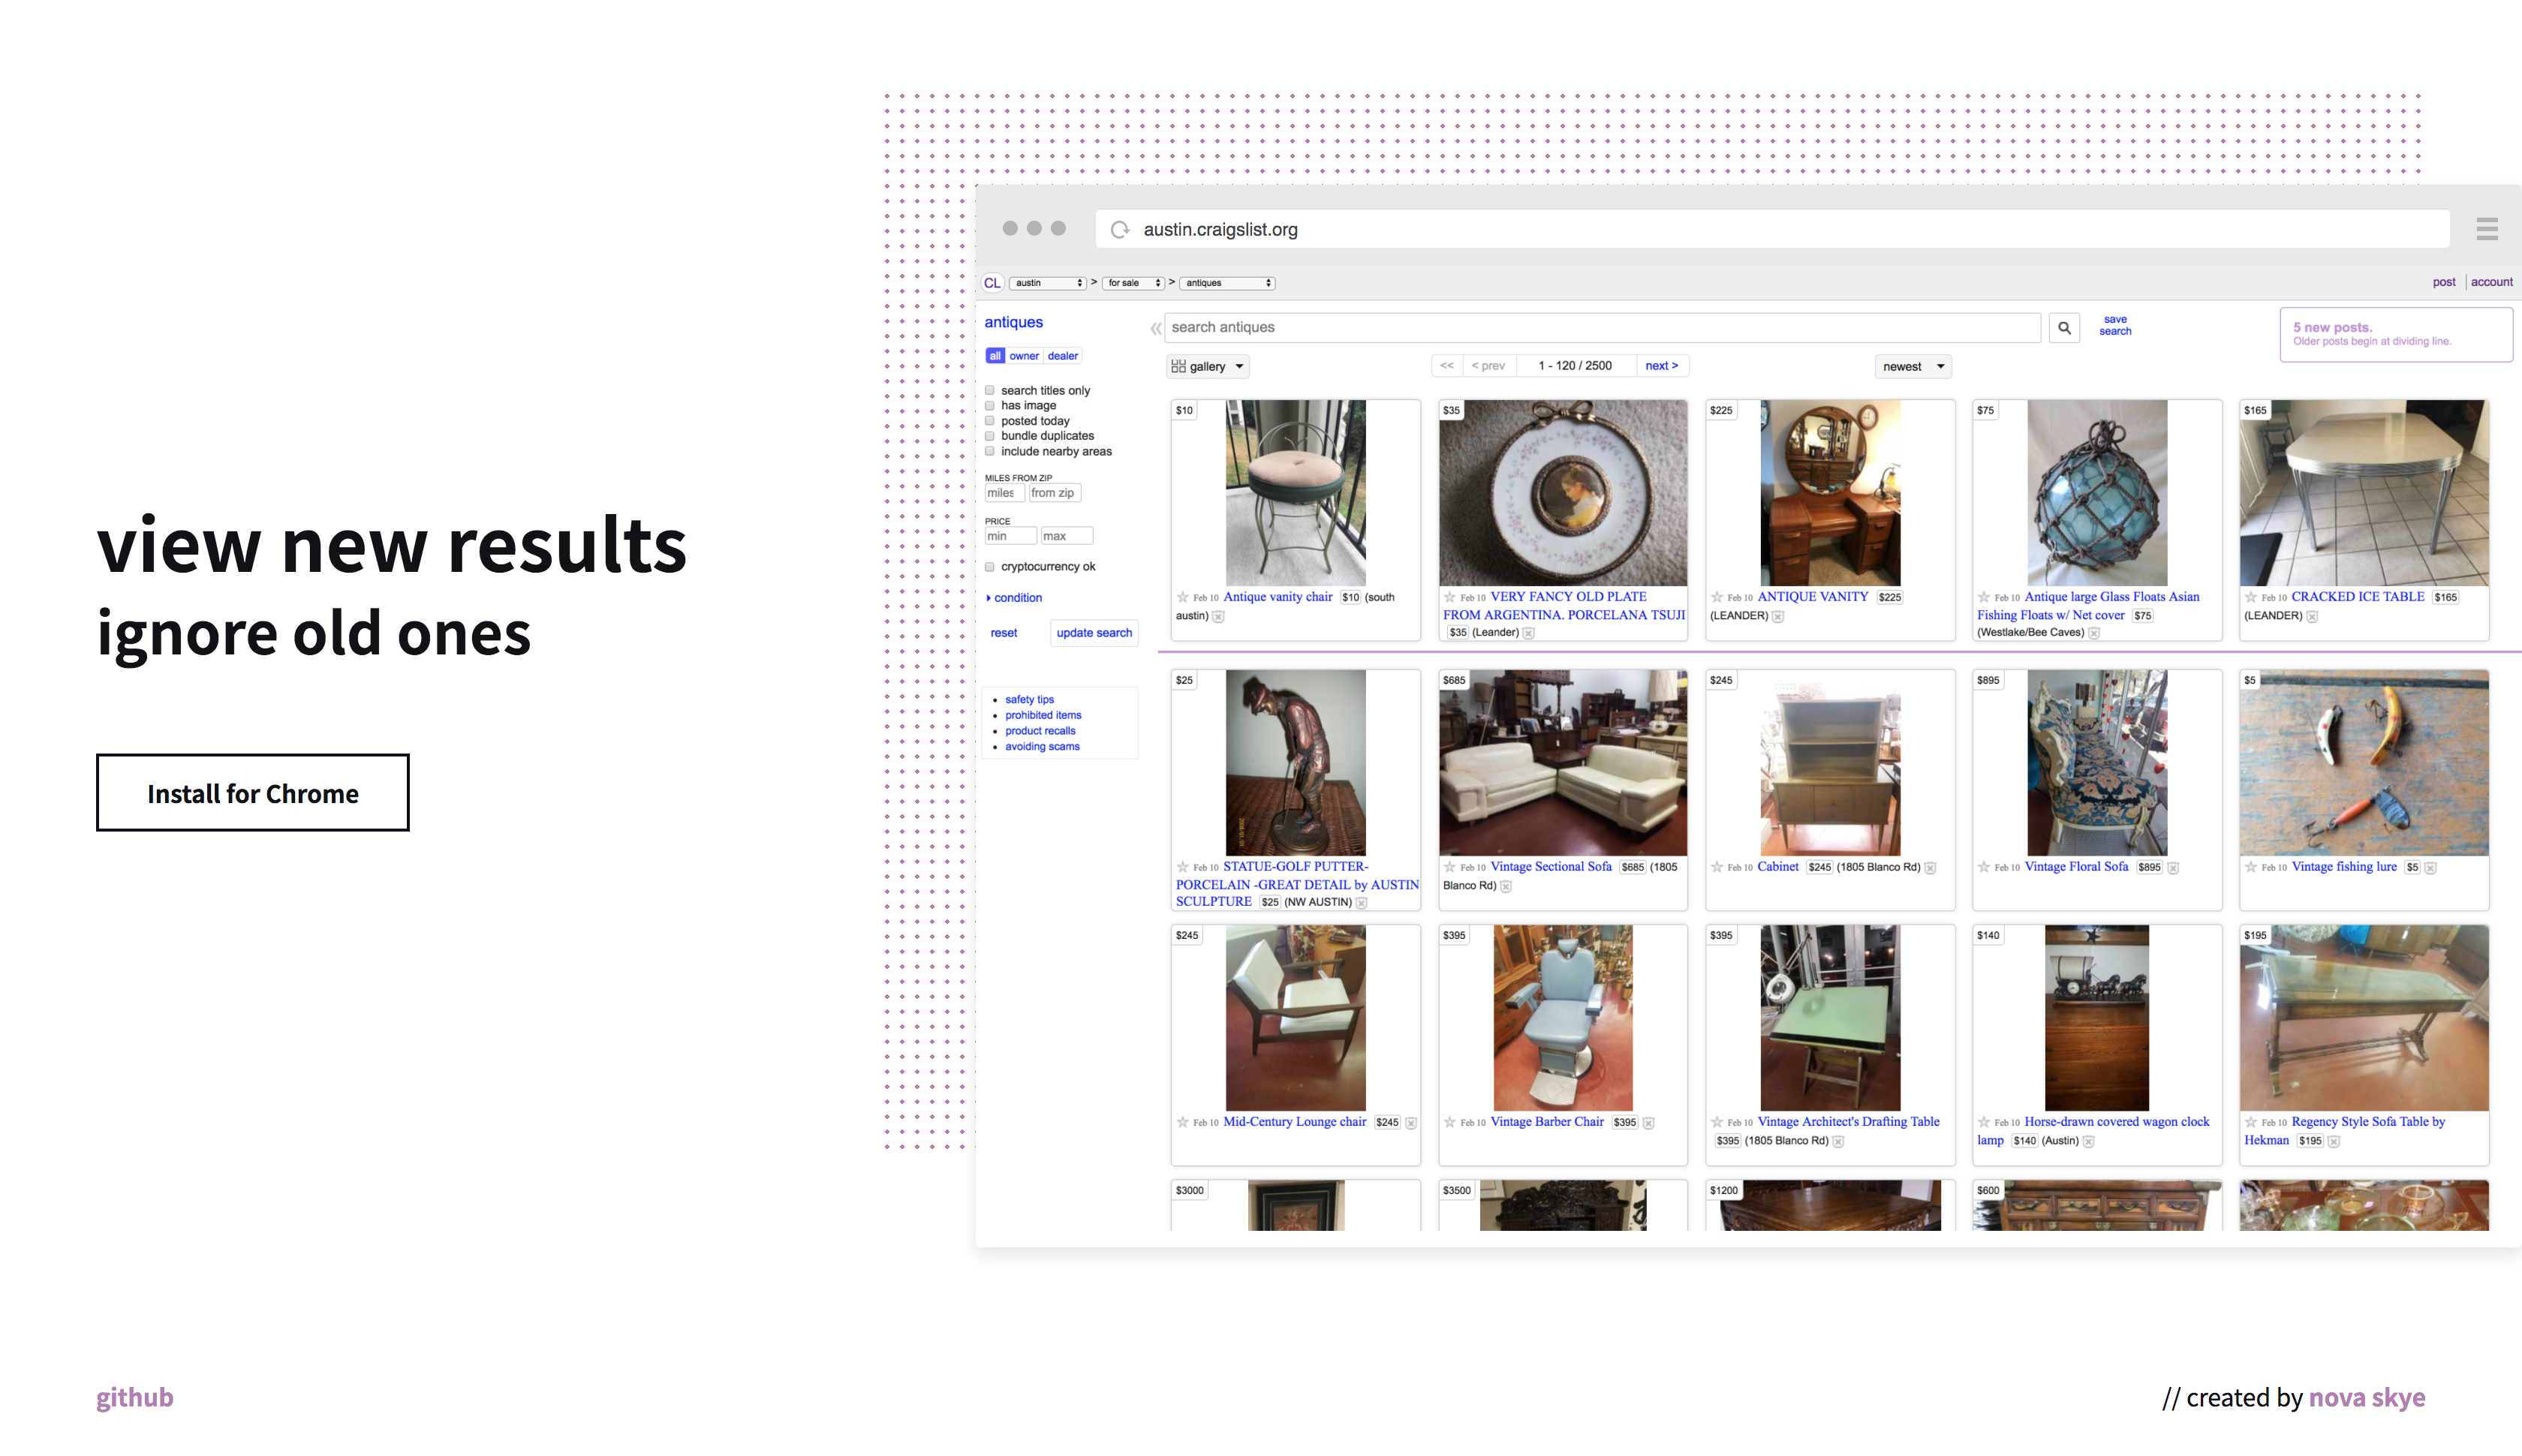 view new results
ignore old ones
Install for Chrome
austin.craigslist.org
CL austin > for sale > antiques
post account
antiques
all owner dealer
search titles only
has image
posted today
bundle duplicates
include nearby areas
MILES FROM ZIP
miles from zip
PRICE
min max
cryptocurrency ok
condition
reset update search
safety tips
prohibited items
product recalls
avoiding scams
« search antiques
save
search
5 new posts.
Older posts begin at dividing line.
gallery
<< < prev 1 - 120 / 2500 next >
newest
$10
Feb 10 Antique vanity chair $10 (south
austin)
$35
Feb 10 VERY FANCY OLD PLATE
FROM ARGENTINA. PORCELANA TSUJI
$35 (Leander)
$225
Feb 10 ANTIQUE VANITY $225
(LEANDER)
$75
Feb 10 Antique large Glass Floats Asian
Fishing Floats w/ Net cover $75
(Westlake/Bee Caves)
$165
Feb 10 CRACKED ICE TABLE $165
(LEANDER)
$25
Feb 10 STATUE-GOLF PUTTER-
PORCELAIN -GREAT DETAIL by AUSTIN
SCULPTURE $25 (NW AUSTIN)
$685
Feb 10 Vintage Sectional Sofa $685 (1805
Blanco Rd)
$245
Feb 10 Cabinet $245 (1805 Blanco Rd)
$895
Feb 10 Vintage Floral Sofa $895
$5
Feb 10 Vintage fishing lure $5
$245
Feb 10 Mid-Century Lounge chair $245
$395
Feb 10 Vintage Barber Chair $395
$395
Feb 10 Vintage Architect's Drafting Table
$395 (1805 Blanco Rd)
$140
Feb 10 Horse-drawn covered wagon clock
lamp $140 (Austin)
$195
Feb 10 Regency Style Sofa Table by
Hekman $195
$3000
$3500
$1200
$600
github
// created by nova skye